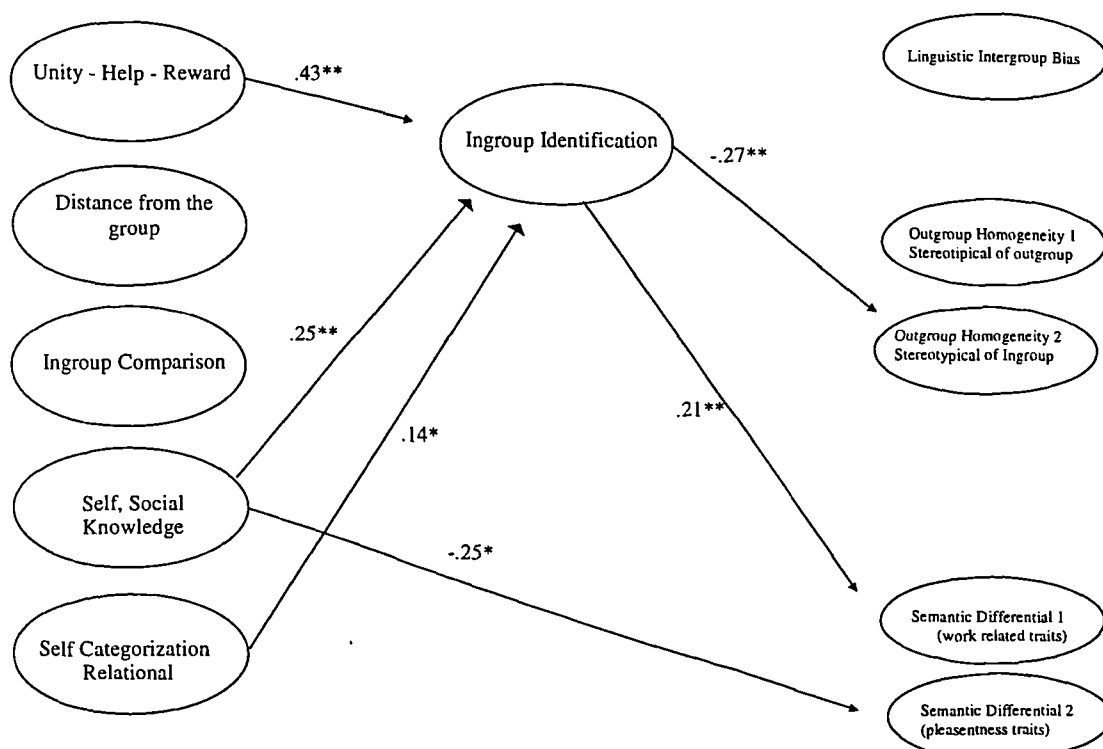 Unity - Help - Reward
.43**
Linguistic Intergroup Bias
Ingroup Identification
-.27**
Distance from the
group
Outgroup Homogeneity 1
Stereotipical of outgroup
Ingroup Comparison
.25**
Outgroup Homogeneity 2
Stereotypical of Ingroup
.21**
.14*
Self, Social
Knowledge
-.25*
Self Categorization
Relational
Semantic Differential 1
(work related traits)
Semantic Differential 2
(pleasentness traits)